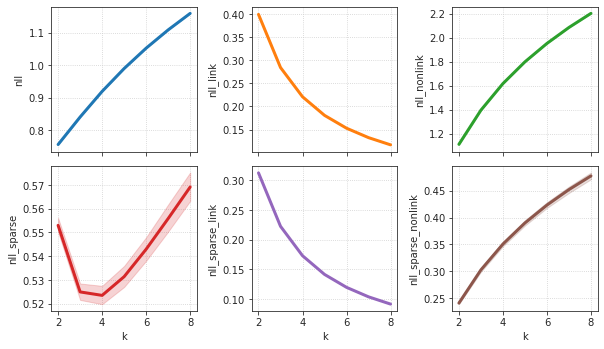 nll
1.1
1.0
0.9
0.8
nll_link
0.40
0.35
0.30
0.25
0.20
0.15
nll_nonlink
2.2
2.0
1.8
1.6
1.4
1.2
nll_sparse
0.57
0.56
0.55
0.54
0.53
0.52
2 4 6 8
k
nll_sparse_link
0.30
0.25
0.20
0.15
0.10
2 4 6 8
k
nll_sparse_nonlink
0.45
0.40
0.35
0.30
0.25
2 4 6 8
k